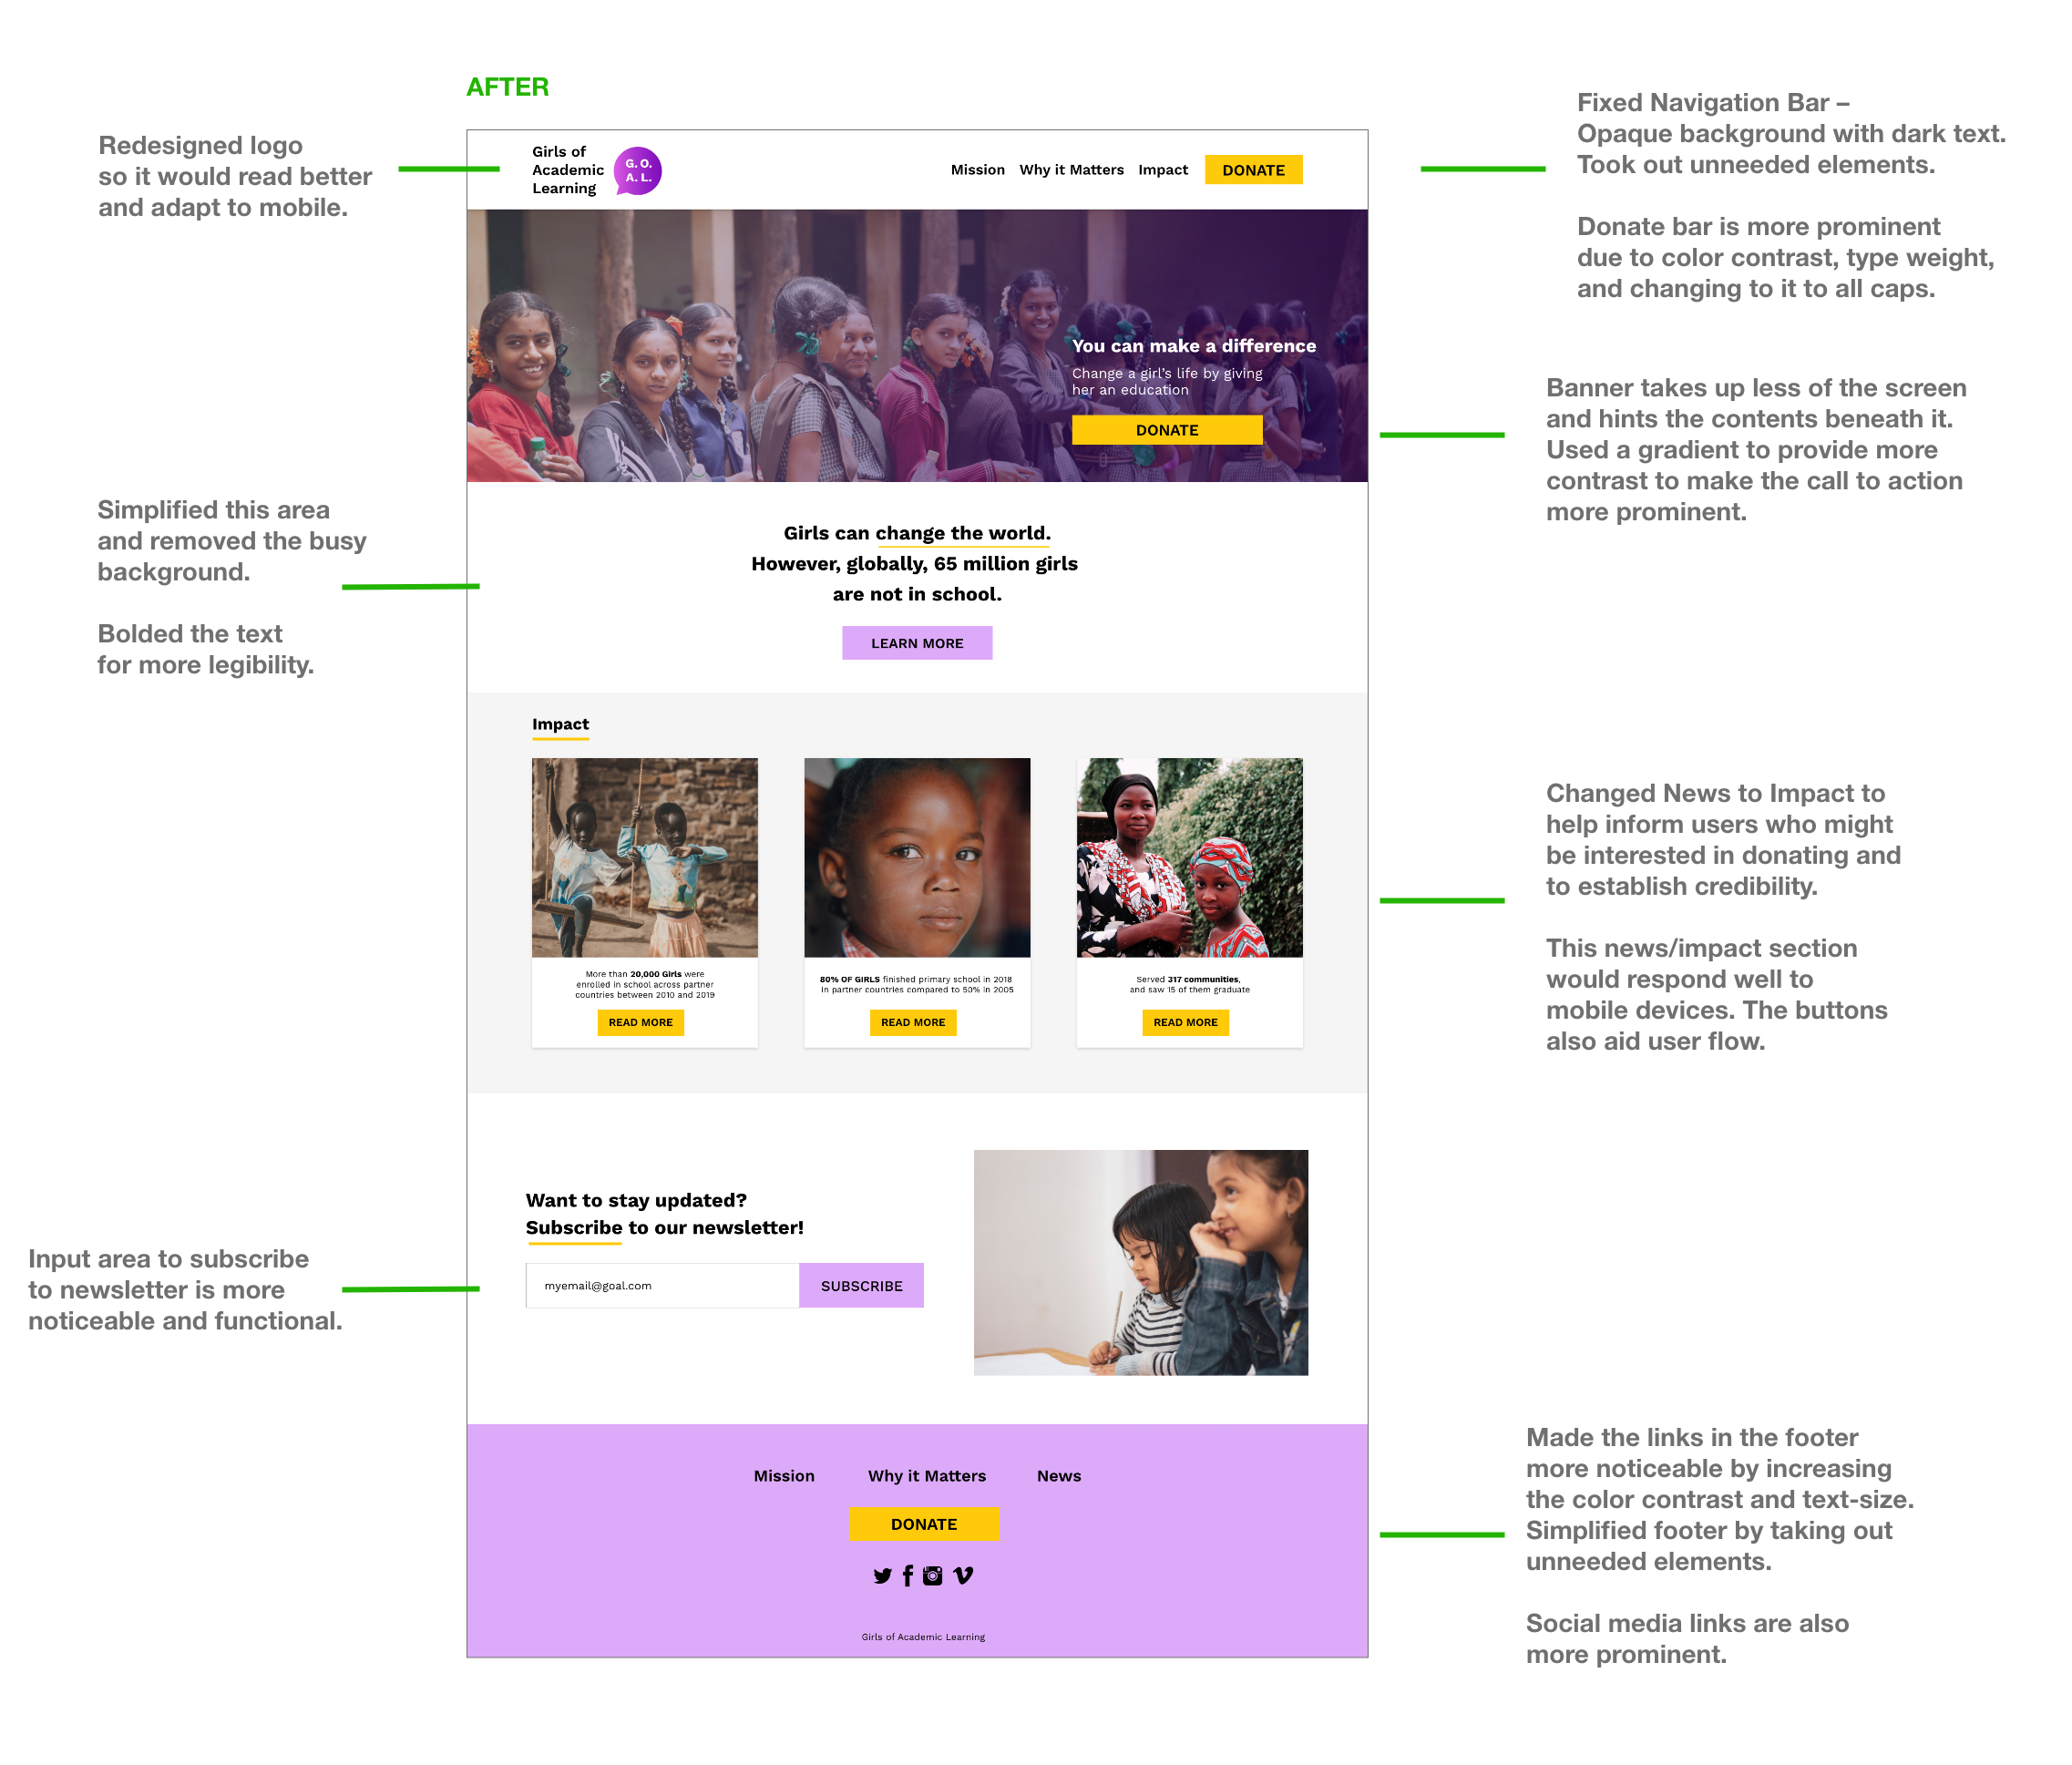 AFTER
Redesigned logo
so it would read better
and adapt to mobile.
Girls of
Academic
Learning
G. O.
A. L.
Mission Why it Matters Impact DONATE
Fixed Navigation Bar –
Opaque background with dark text.
Took out unneeded elements.
Donate bar is more prominent
due to color contrast, type weight,
and changing to it to all caps.
You can make a difference
Change a girl's life by giving
her an education
DONATE
Banner takes up less of the screen
and hints the contents beneath it.
Used a gradient to provide more
contrast to make the call to action
more prominent.
Simplified this area
and removed the busy
background.
Bolded the text
for more legibility.
Girls can change the world.
However, globally, 65 million girls
are not in school.
LEARN MORE
Impact
More than 20,000 Girls were
enrolled in school across partner
countries between 2010 and 2019
READ MORE
80% OF GIRLS finished primary school in 2018
in partner countries compared to 50% in 2005
READ MORE
Served 317 communities,
and saw 15 of them graduate
READ MORE
Changed News to Impact to
help inform users who might
be interested in donating and
to establish credibility.
This news/impact section
would respond well to
mobile devices. The buttons
also aid user flow.
Want to stay updated?
Subscribe to our newsletter!
myemail@goal.com SUBSCRIBE
Input area to subscribe
to newsletter is more
noticeable and functional.
Mission Why it Matters News
DONATE
Girls of Academic Learning
Made the links in the footer
more noticeable by increasing
the color contrast and text-size.
Simplified footer by taking out
unneeded elements.
Social media links are also
more prominent.